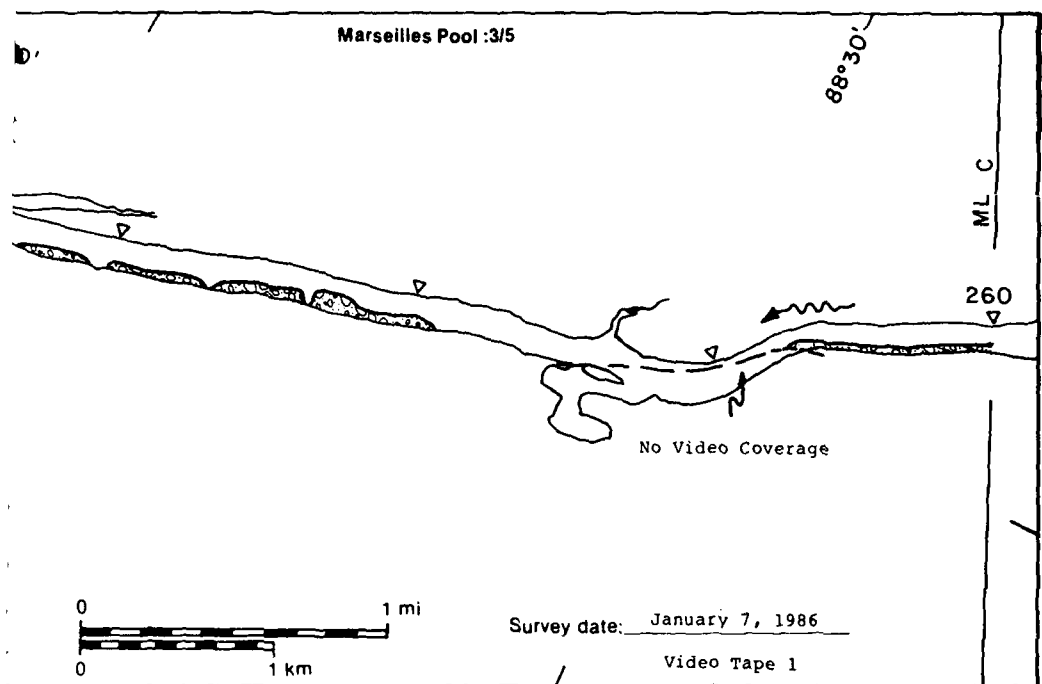 Marseilles Pool :3/5
0'
88°30'
ML C
260
No Video Coverage
0 1 mi
0 1 km
Survey date: January 7, 1986
Video Tape 1